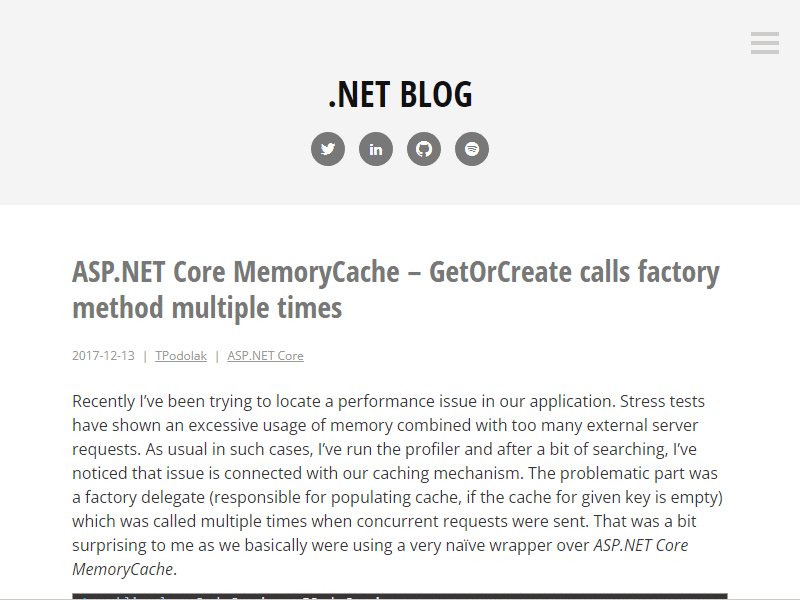 .NET BLOG
ASP.NET Core MemoryCache – GetOrCreate calls factory
method multiple times
2017-12-13 | TPodolak | ASP.NET Core
Recently I’ve been trying to locate a performance issue in our application. Stress tests
have shown an excessive usage of memory combined with too many external server
requests. As usual in such cases, I’ve run the profiler and after a bit of searching, I’ve
noticed that issue is connected with our caching mechanism. The problematic part was
a factory delegate (responsible for populating cache, if the cache for given key is empty)
which was called multiple times when concurrent requests were sent. That was a bit
surprising to me as we basically were using a very naïve wrapper over ASP.NET Core
MemoryCache.